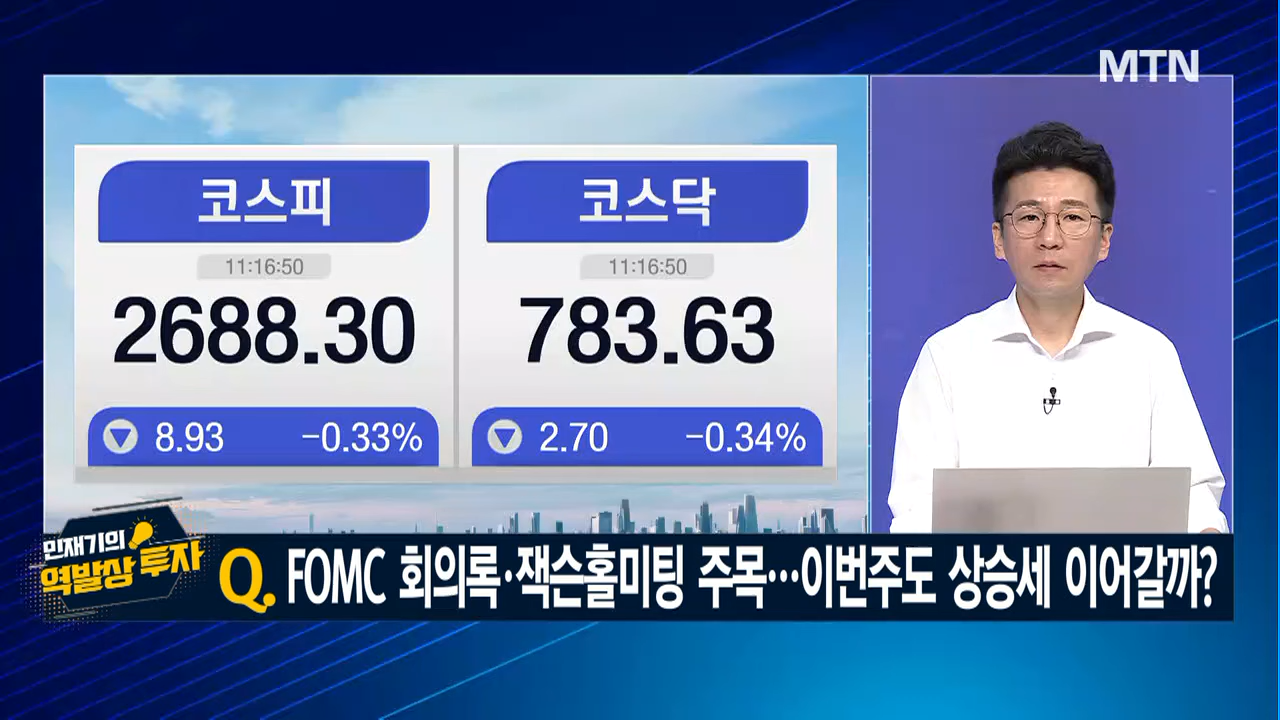 MTN
코스피
11:16:50
2688.30
▽ 8.93 -0.33%
코스닥
11:16:50
783.63
▽ 2.70 -0.34%
민재기의
역발상 투자
Q. FOMC 회의록·잭슨홀미팅 주목…이번주도 상승세 이어갈까?